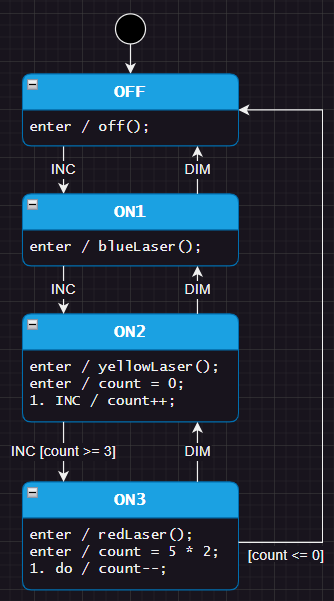 OFF
enter / off();
INC
DIM
ON1
enter / blueLaser();
INC
DIM
ON2
enter / yellowLaser();
enter / count = 0;
1. INC / count++;
INC [count >= 3]
DIM
ON3
enter / redLaser();
enter / count = 5 * 2;
1. do / count--;
[count <= 0]